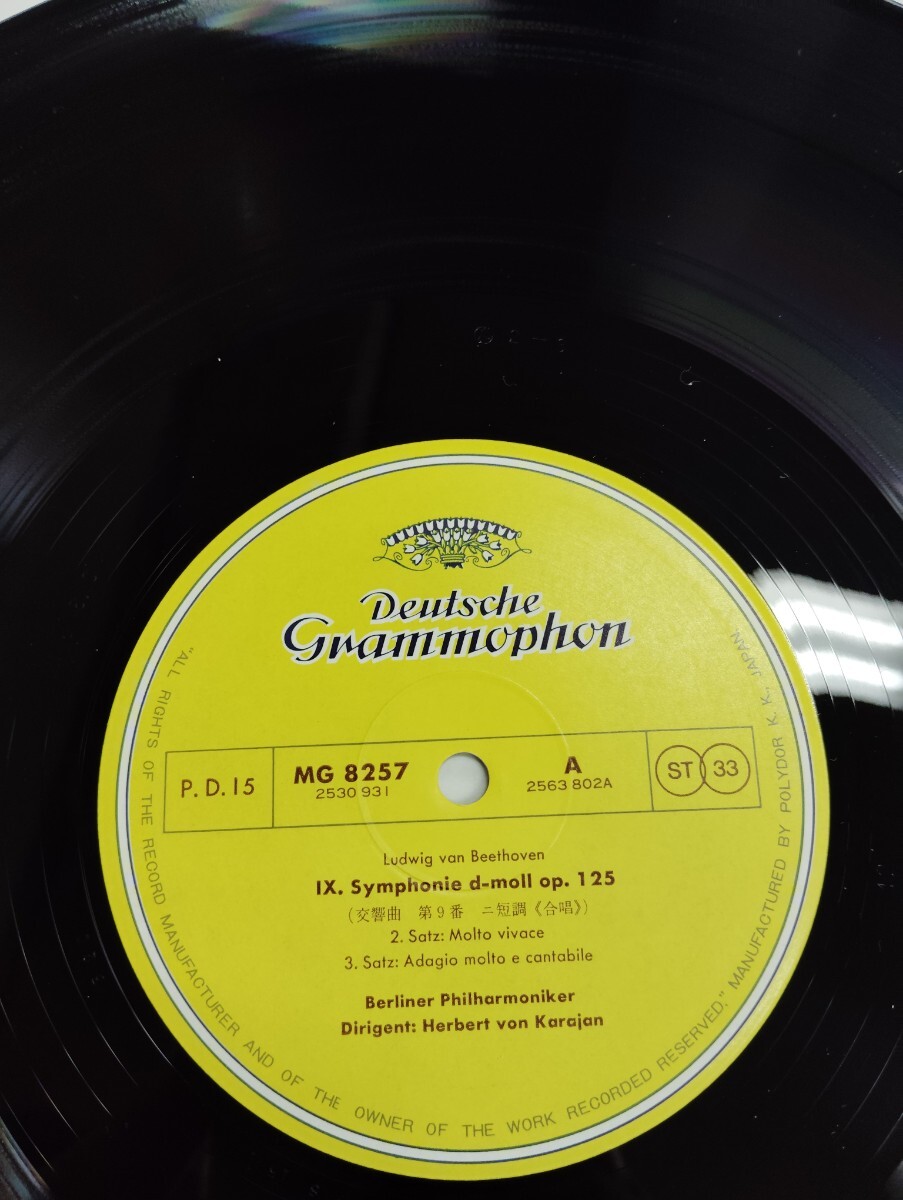 Deutsche
Grammophon
P.D.15
MG 8257
2530 931
A
2563 802A
ST 33
Ludwig van Beethoven
IX. Symphonie d-moll op. 125
(交響曲 第9番 ニ短調《合唱》)
2. Satz: Molto vivace
3. Satz: Adagio molto e cantabile
Berliner Philharmoniker
Dirigent: Herbert von Karajan
"ALL RIGHTS OF THE RECORD MANUFACTURER AND OF THE OWNER OF THE WORK RECORDED RESERVED." MANUFACTURED BY POLYDOR K.K. JAPAN